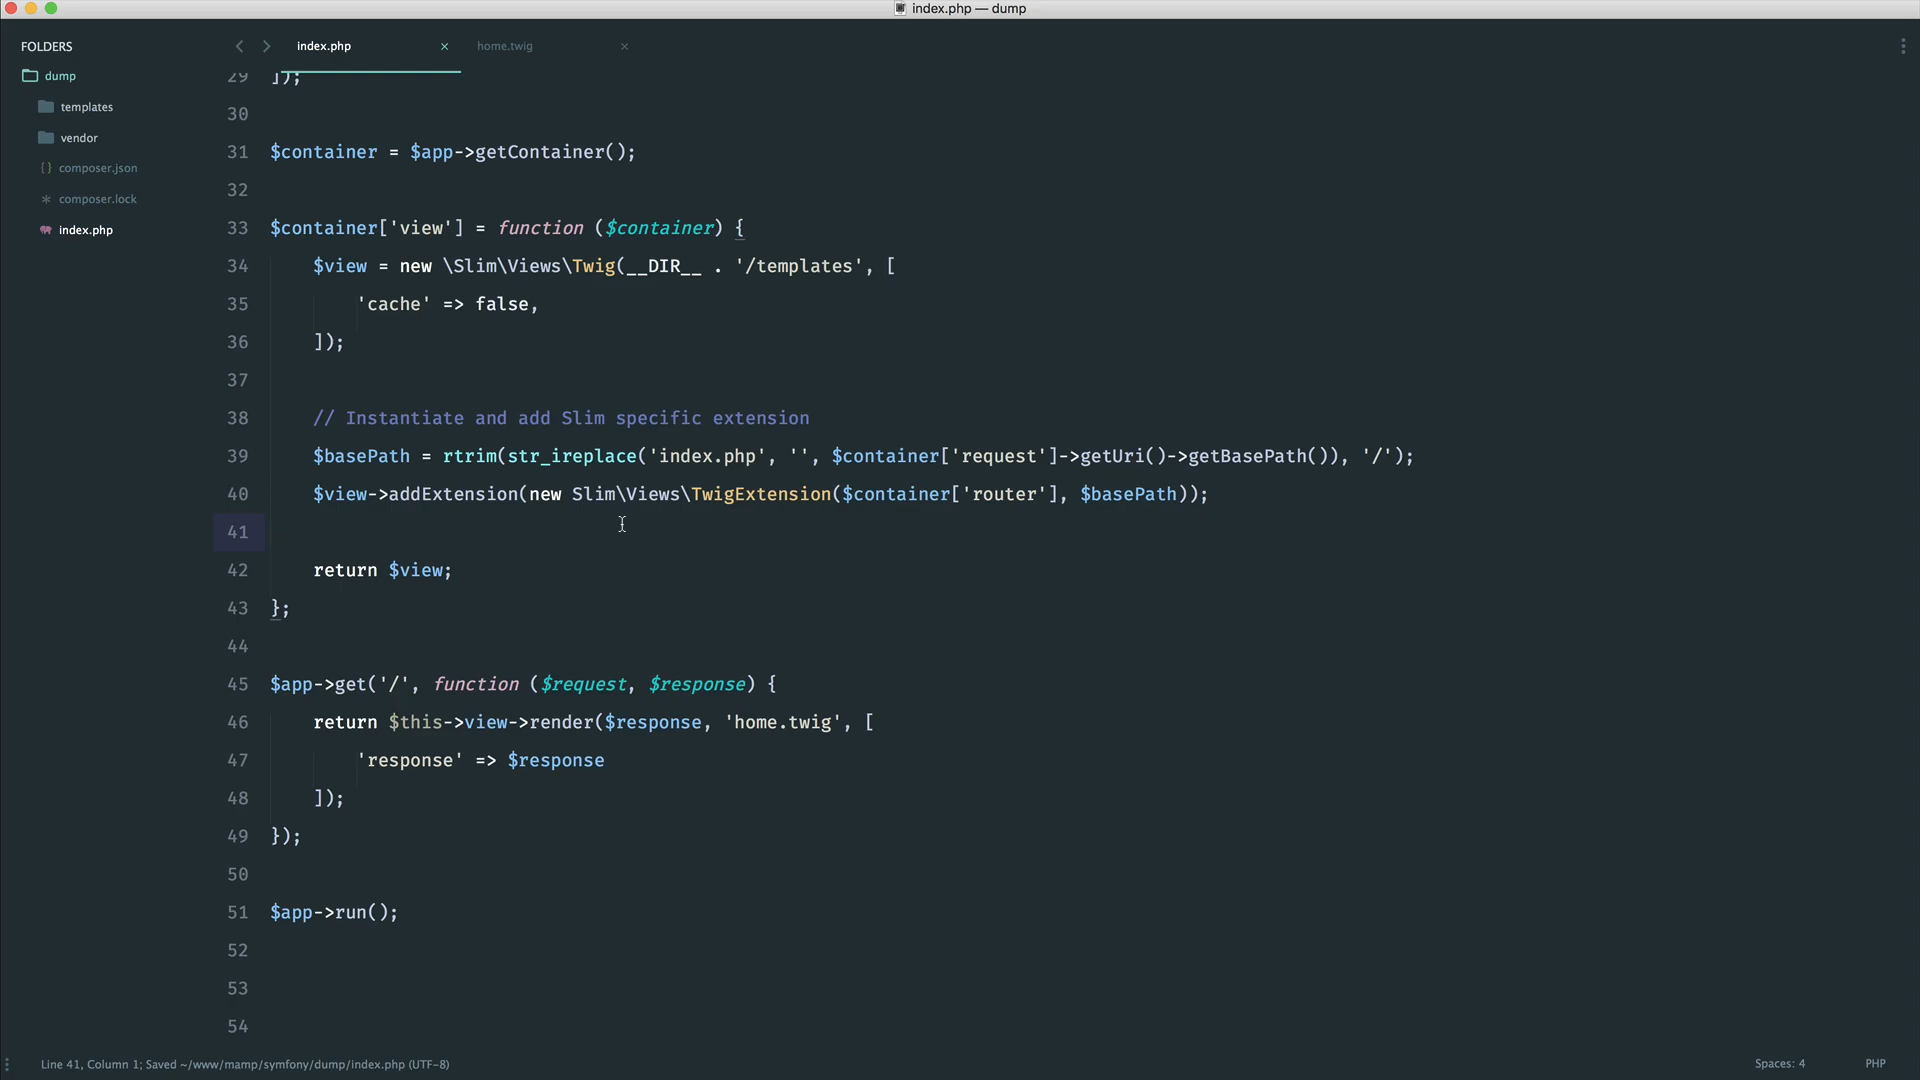 index.php — dump
FOLDERS
dump
templates
vendor
{} composer.json
* composer.lock
index.php
index.php ×
home.twig ×
29 ]);
30
31 $container = $app->getContainer();
32
33 $container['view'] = function ($container) {
34     $view = new \Slim\Views\Twig(__DIR__ . '/templates', [
35         'cache' => false,
36     ]);
37
38     // Instantiate and add Slim specific extension
39     $basePath = rtrim(str_ireplace('index.php', '', $container['request']->getUri()->getBasePath()), '/');
40     $view->addExtension(new Slim\Views\TwigExtension($container['router'], $basePath));
41
42     return $view;
43 };
44
45 $app->get('/', function ($request, $response) {
46     return $this->view->render($response, 'home.twig', [
47         'response' => $response
48     ]);
49 });
50
51 $app->run();
52
53
54
Line 41, Column 1; Saved ~/www/mamp/symfony/dump/index.php (UTF-8)
Spaces: 4
PHP